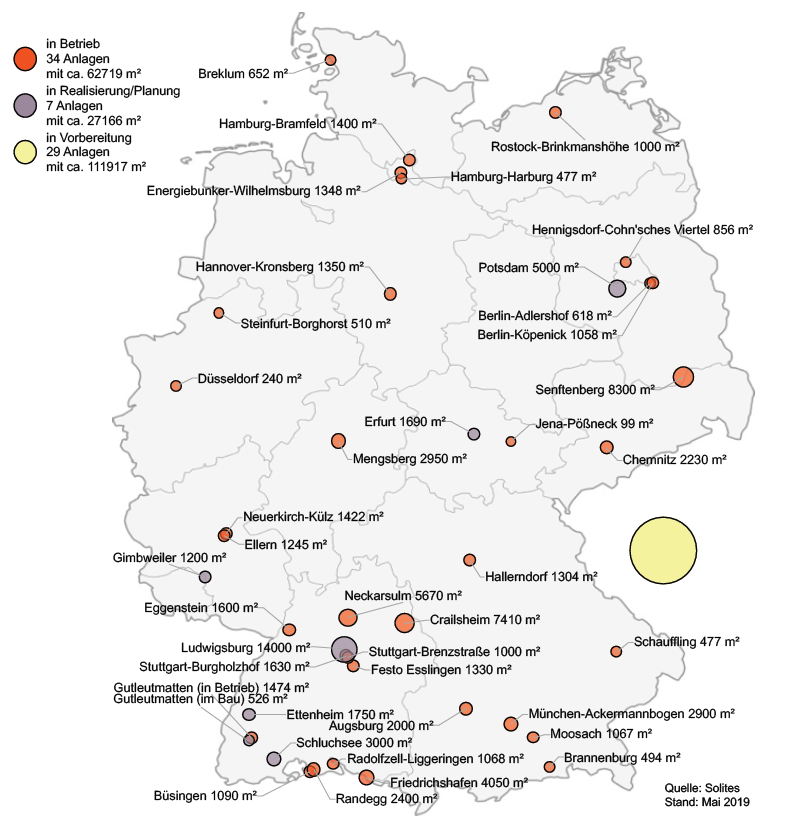 in Betrieb
34 Anlagen
mit ca. 62719 m²
in Realisierung/Planung
7 Anlagen
mit ca. 27166 m²
in Vorbereitung
29 Anlagen
mit ca. 111917 m²
Breklum 652 m²
Hamburg-Bramfeld 1400 m²
Rostock-Brinkmanshöhe 1000 m²
Energiebunker-Wilhelmsburg 1348 m²
Hamburg-Harburg 477 m²
Hennigsdorf-Cohn'sches Viertel 856 m²
Hannover-Kronsberg 1350 m²
Potsdam 5000 m²
Berlin-Adlershof 618 m²
Steinfurt-Borghorst 510 m²
Berlin-Köpenick 1058 m²
Düsseldorf 240 m²
Senftenberg 8300 m²
Erfurt 1690 m²
Jena-Pößneck 99 m²
Mengsberg 2950 m²
Chemnitz 2230 m²
Neuerkirch-Külz 1422 m²
Ellern 1245 m²
Gimbweiler 1200 m²
Hallerndorf 1304 m²
Neckarsulm 5670 m²
Eggenstein 1600 m²
Crailsheim 7410 m²
Schauffling 477 m²
Ludwigsburg 14000 m²
Stuttgart-Brenzstraße 1000 m²
Stuttgart-Burgholzhof 1630 m²
Festo Esslingen 1330 m²
Gutleutmatten (in Betrieb) 1474 m²
Gutleutmatten (im Bau) 526 m²
Ettenheim 1750 m²
München-Ackermannbogen 2900 m²
Augsburg 2000 m²
Moosach 1067 m²
Schluchsee 3000 m²
Radolfzell-Liggeringen 1068 m²
Brannenburg 494 m²
Friedrichshafen 4050 m²
Büsingen 1090 m²
Randegg 2400 m²
Quelle: Solites
Stand: Mai 2019